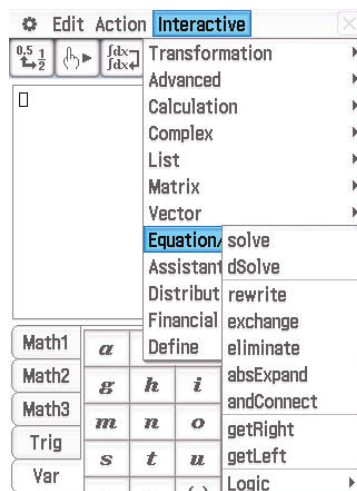 Edit Action Interactive
0.5 1 2
∫dx
∫dx
Transformation
Advanced
Calculation
Complex
List
Matrix
Vector
Equation/
solve
Assistant
dSolve
Distribut
rewrite
Financial
exchange
Define
eliminate
absExpand
andConnect
getRight
getLeft
Logic
Math1
a
Math2
g h i
Math3
m n o
Trig
s t u
Var